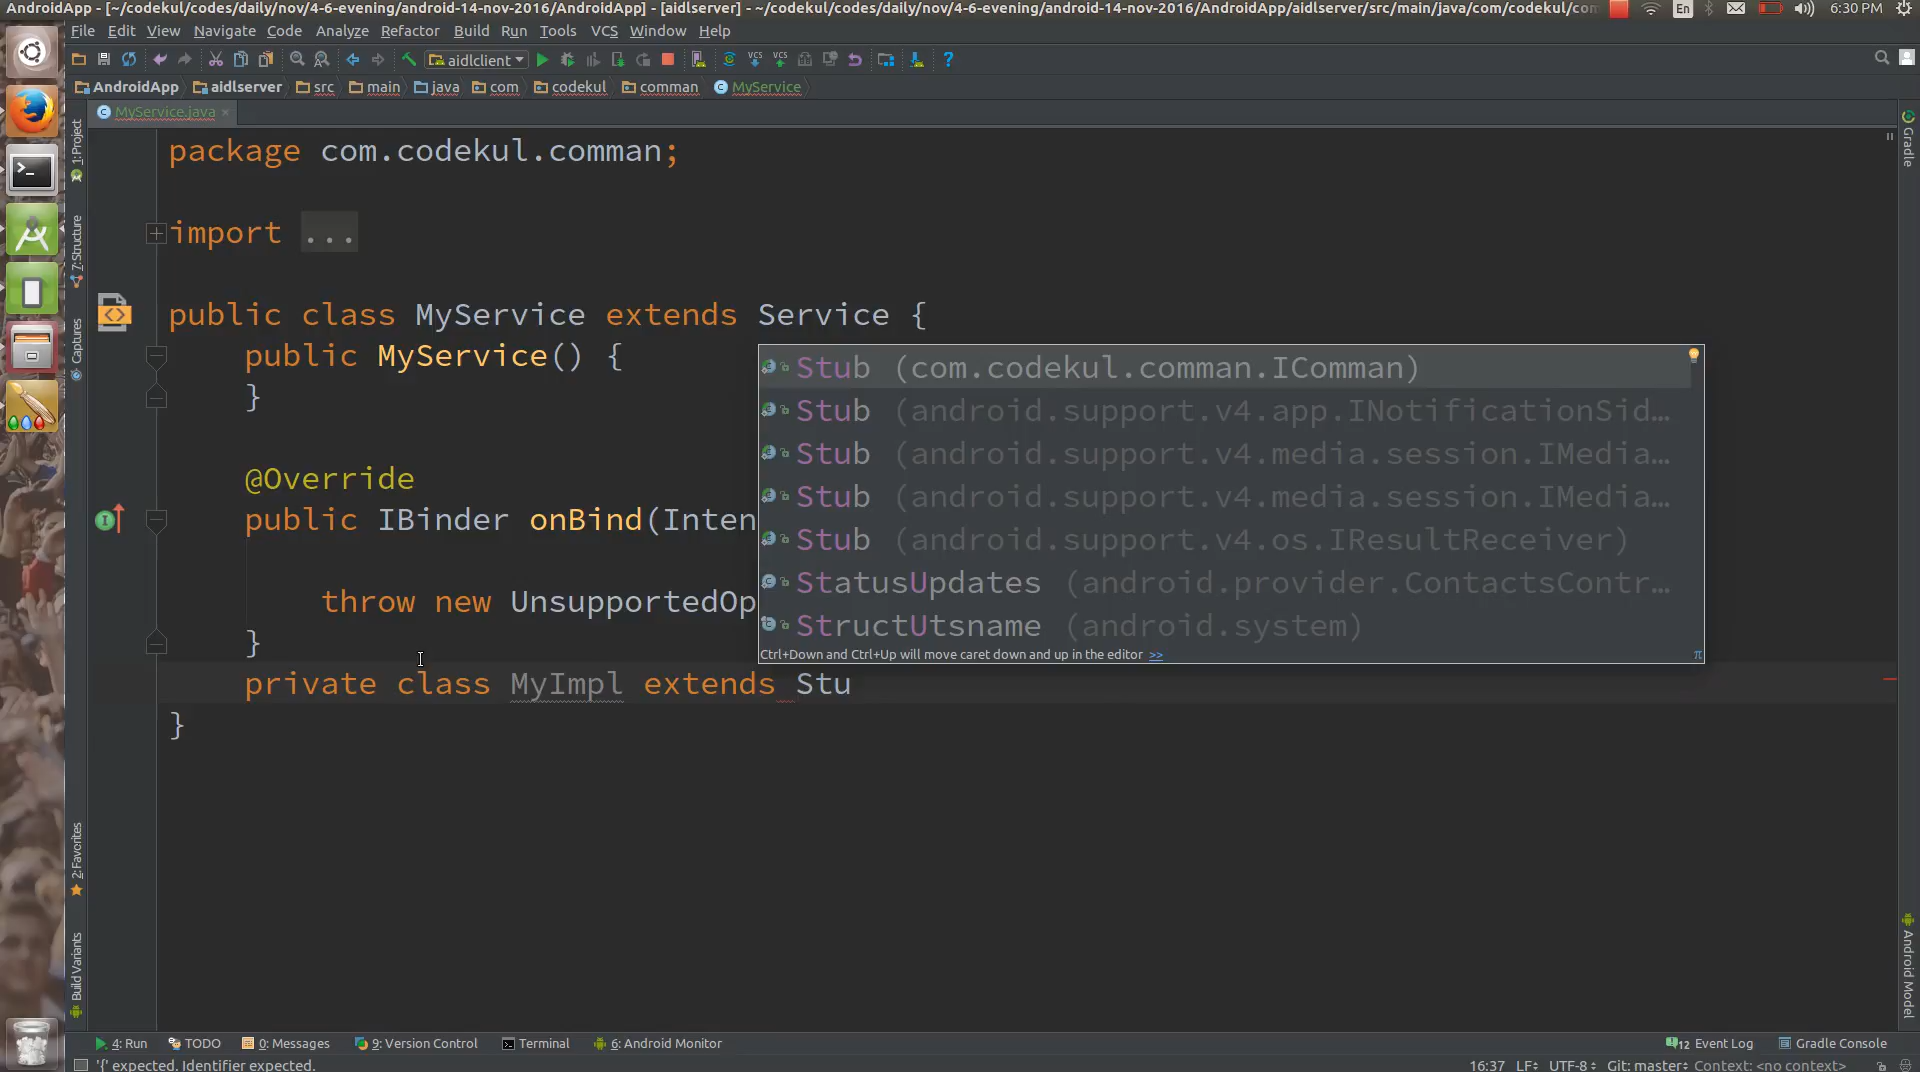 AndroidApp - [~/codekul/codes/daily/nov/4-6-evening/android-14-nov-2016/AndroidApp] - [aidlserver] - ~/codekul/codes/daily/nov/4-6-evening/android-14-nov-2016/AndroidApp/aidlserver/src/main/java/com/codekul/co
En 6:30 PM
File Edit View Navigate Code Analyze Refactor Build Run Tools VCS Window Help
aidlclient VCS VCS ?
AndroidApp aidlserver src main java com codekul comman MyService
MyService.java
1: Project
7: Structure
Captures
2: Favorites
Build Variants
Gradle
Android Model
package com.codekul.comman;
import ...
public class MyService extends Service {
public MyService() {
}
@Override
public IBinder onBind(Inten
throw new UnsupportedOp
}
private class MyImpl extends Stu
}
Stub (com.codekul.comman.IComman)
Stub (android.support.v4.app.INotificationSid…
Stub (android.support.v4.media.session.IMedia…
Stub (android.support.v4.media.session.IMedia…
Stub (android.support.v4.os.IResultReceiver)
StatusUpdates (android.provider.ContactsContr…
StructUtsname (android.system)
Ctrl+Down and Ctrl+Up will move caret down and up in the editor >> π
4: Run TODO 0: Messages 9: Version Control Terminal 6: Android Monitor 12 Event Log Gradle Console
'{' expected. Identifier expected. 16:37 LF UTF-8 Git: master Context: <no context>